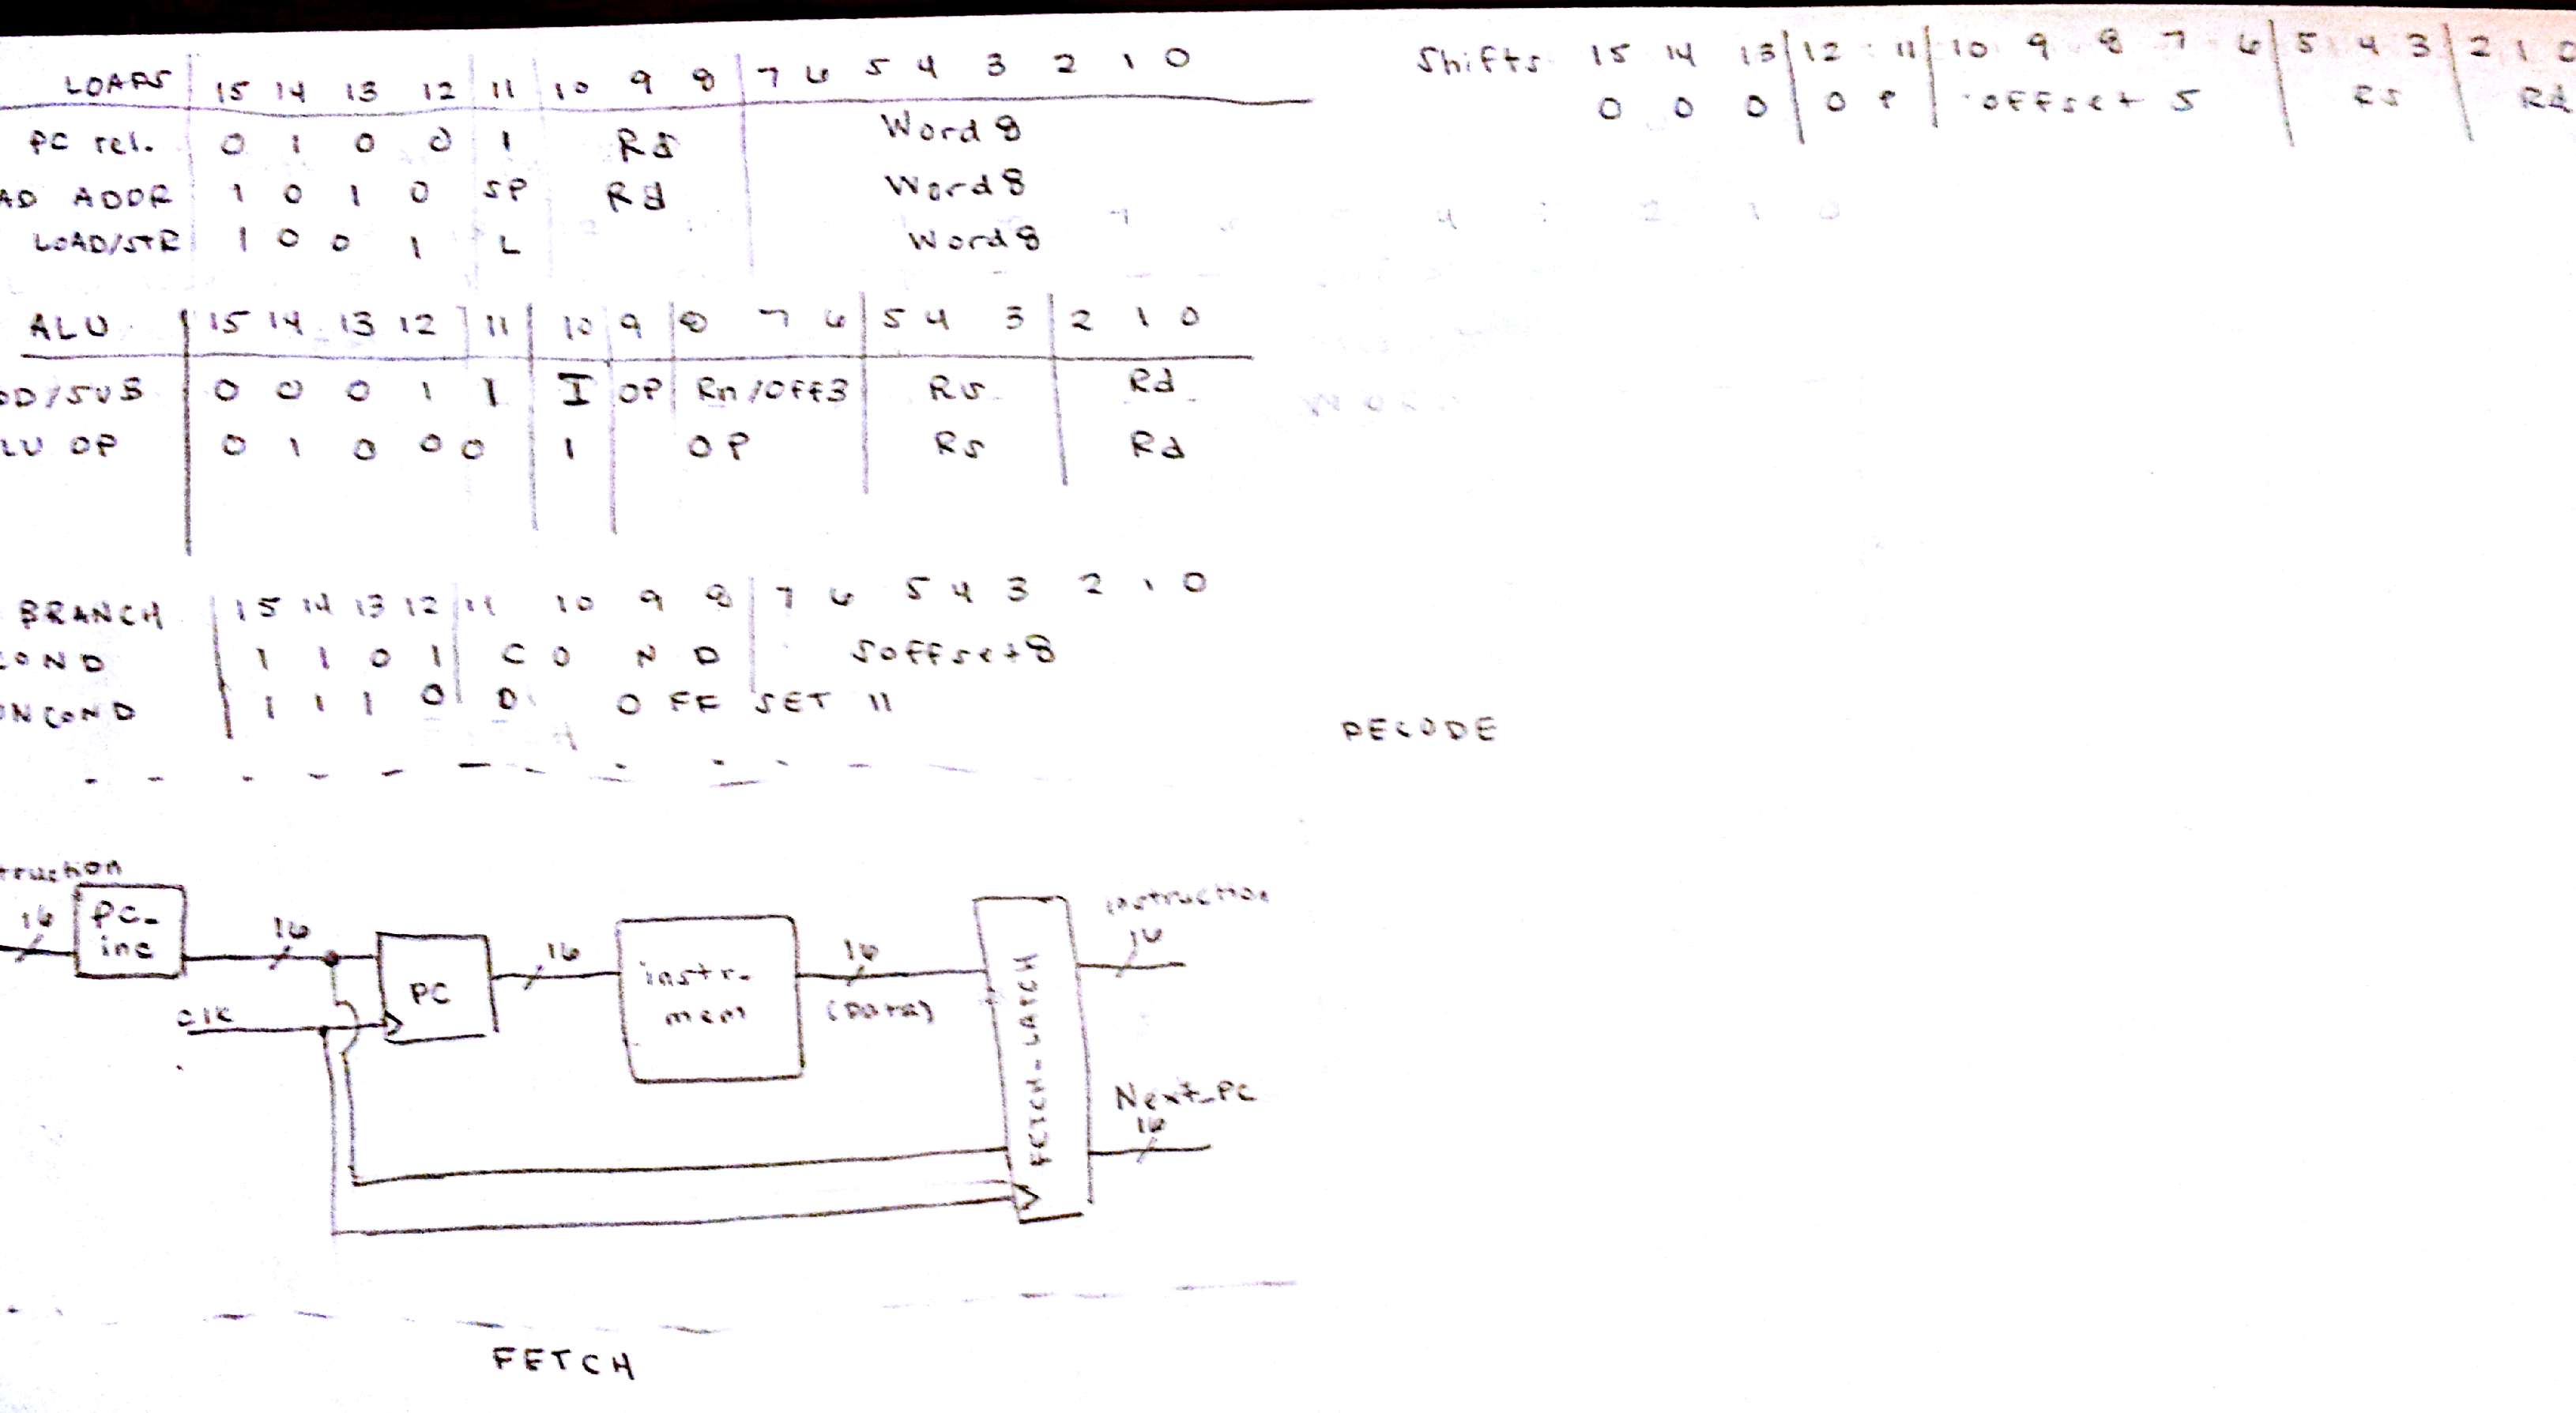 LOADS 15 14 13 12 11 10 9 8 7 6 5 4 3 2 1 0
PC rel. 0 1 0 0 1 Rd Word 8
AD ADDR 1 0 1 0 SP Rd Word 8
LOAD/STR 1 0 0 1 L Word 8
Shifts 15 14 13 12 11 10 9 8 7 6 5 4 3 2 1 0
0 0 0 OP offset 5 Rs Rd
ALU 15 14 13 12 11 10 9 8 7 6 5 4 3 2 1 0
DD/SUB 0 0 0 1 1 I OP Rn/Off3 Rs Rd
LU OP 0 1 0 0 0 1 OP Rs Rd
BRANCH 15 14 13 12 11 10 9 8 7 6 5 4 3 2 1 0
COND 1 1 0 1 C O N D Soffset8
NCOND 1 1 1 0 0 OFF SET 11
DECODE
truction
16
PC-
inc
16
clk
PC
16
instr-
mem
16
(Data)
FETCH-LATCH
instruction
16
Next_PC
16
FETCH